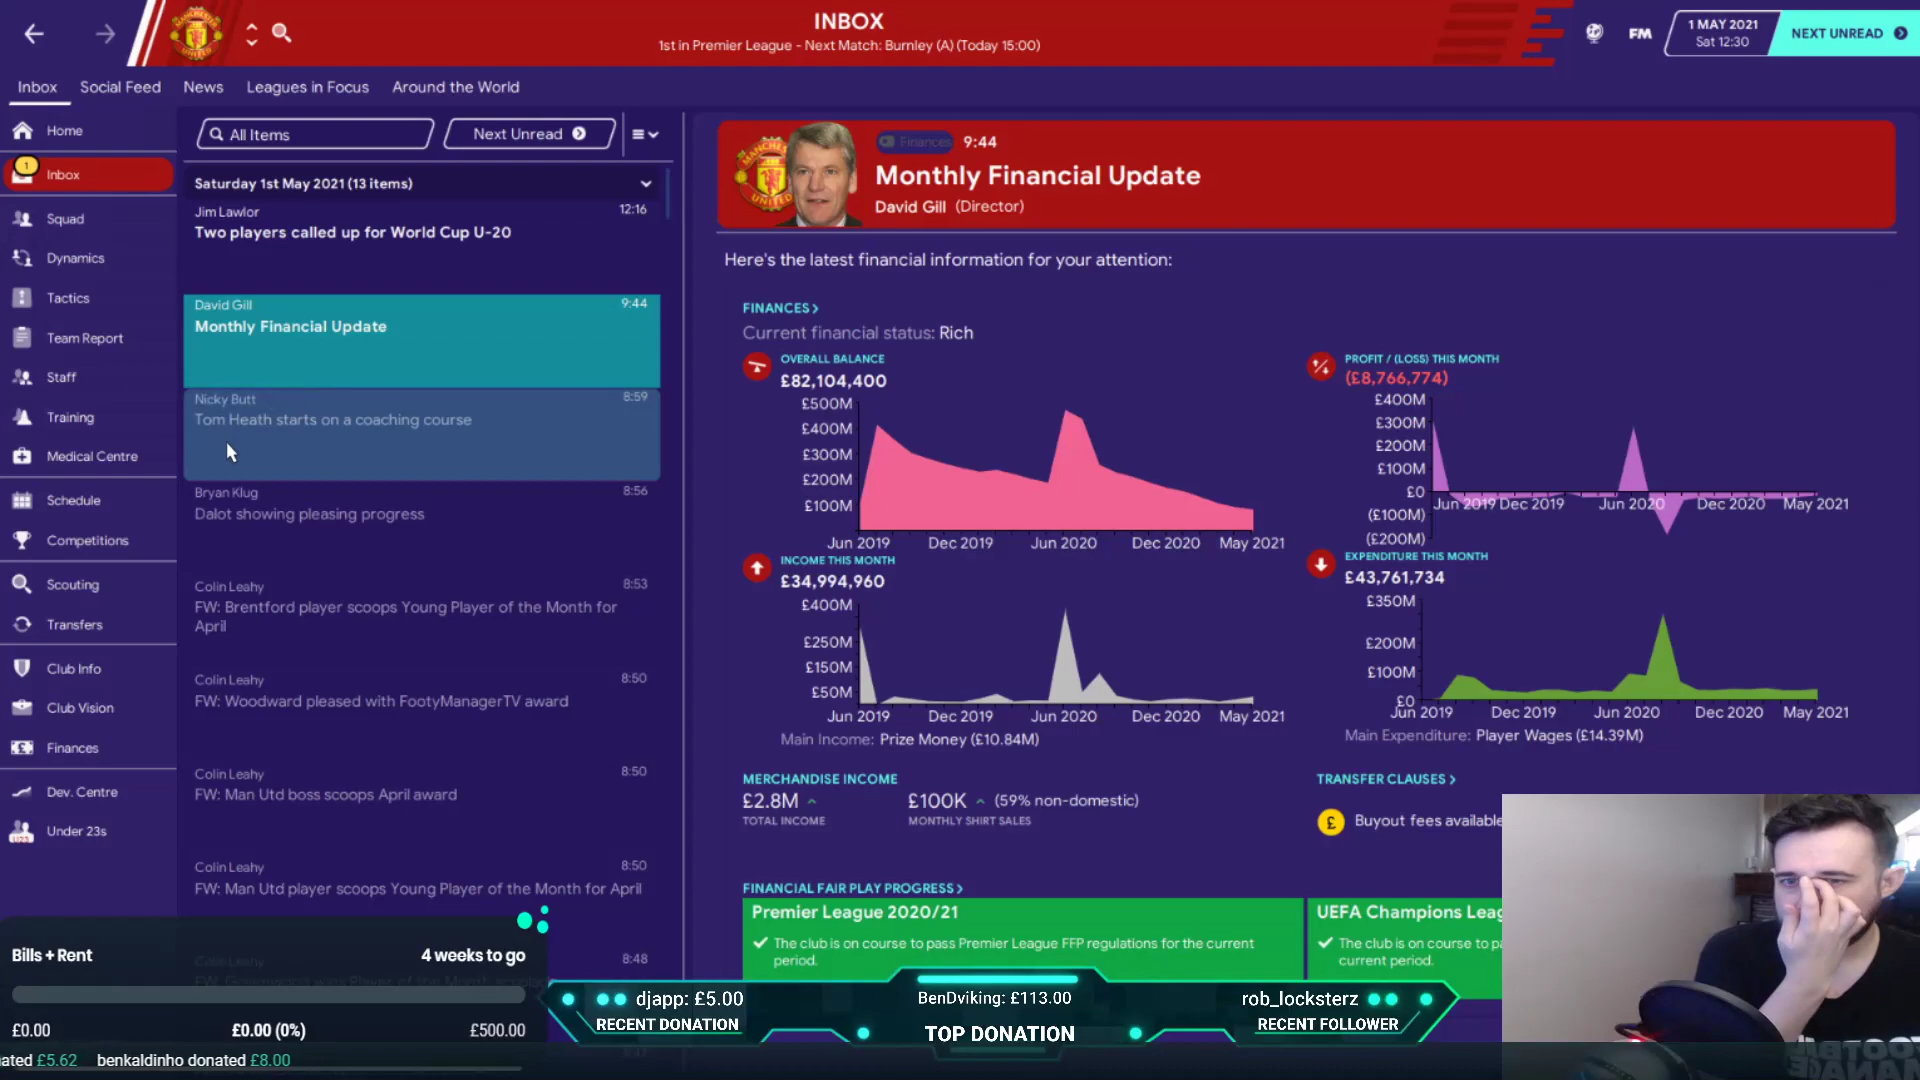 INBOX
1st in Premier League - Next Match: Burnley (A) (Today 15:00)
FM
1 MAY 2021
Sat 12:30
NEXT UNREAD
Inbox
Social Feed
News
Leagues in Focus
Around the World
Home
1
Inbox
Squad
Dynamics
Tactics
Team Report
Staff
Training
Medical Centre
Schedule
Competitions
Scouting
Transfers
Club Info
Club Vision
Finances
Dev. Centre
Under 23s
All Items
Next Unread
Saturday 1st May 2021 (13 items)
Jim Lawlor 12:16
Two players called up for World Cup U-20
David Gill 9:44
Monthly Financial Update
Nicky Butt 8:59
Tom Heath starts on a coaching course
Bryan Klug 8:56
Dalot showing pleasing progress
Colin Leahy 8:53
FW: Brentford player scoops Young Player of the Month for
April
Colin Leahy 8:50
FW: Woodward pleased with FootyManagerTV award
Colin Leahy 8:50
FW: Man Utd boss scoops April award
Colin Leahy 8:50
FW: Man Utd player scoops Young Player of the Month for April
Colin Leahy 8:48
MANCHESTER
UNITED
Finances 9:44
Monthly Financial Update
David Gill (Director)
Here's the latest financial information for your attention:
FINANCES >
Current financial status: Rich
OVERALL BALANCE
£82,104,400
£500M
£400M
£300M
£200M
£100M
Jun 2019 Dec 2019 Jun 2020 Dec 2020 May 2021
PROFIT / (LOSS) THIS MONTH
(£8,766,774)
£400M
£300M
£200M
£100M
£0
(£100M)
(£200M)
Jun 2019 Dec 2019 Jun 2020 Dec 2020 May 2021
INCOME THIS MONTH
£34,994,960
£400M
£250M
£150M
£50M
Jun 2019 Dec 2019 Jun 2020 Dec 2020 May 2021
Main Income: Prize Money (£10.84M)
EXPENDITURE THIS MONTH
£43,761,734
£350M
£200M
£100M
£0
Jun 2019 Dec 2019 Jun 2020 Dec 2020 May 2021
Main Expenditure: Player Wages (£14.39M)
MERCHANDISE INCOME
£2.8M
TOTAL INCOME
£100K (59% non-domestic)
MONTHLY SHIRT SALES
TRANSFER CLAUSES >
£ Buyout fees available
FINANCIAL FAIR PLAY PROGRESS >
Premier League 2020/21
The club is on course to pass Premier League FFP regulations for the current
period.
UEFA Champions Leag
The club is on course to pa
current period.
Bills + Rent 4 weeks to go
£0.00 £0.00 (0%) £500.00
ated £5.62 benkaldinho donated £8.00
djapp: £5.00
RECENT DONATION
BenDviking: £113.00
TOP DONATION
rob_locksterz
RECENT FOLLOWER